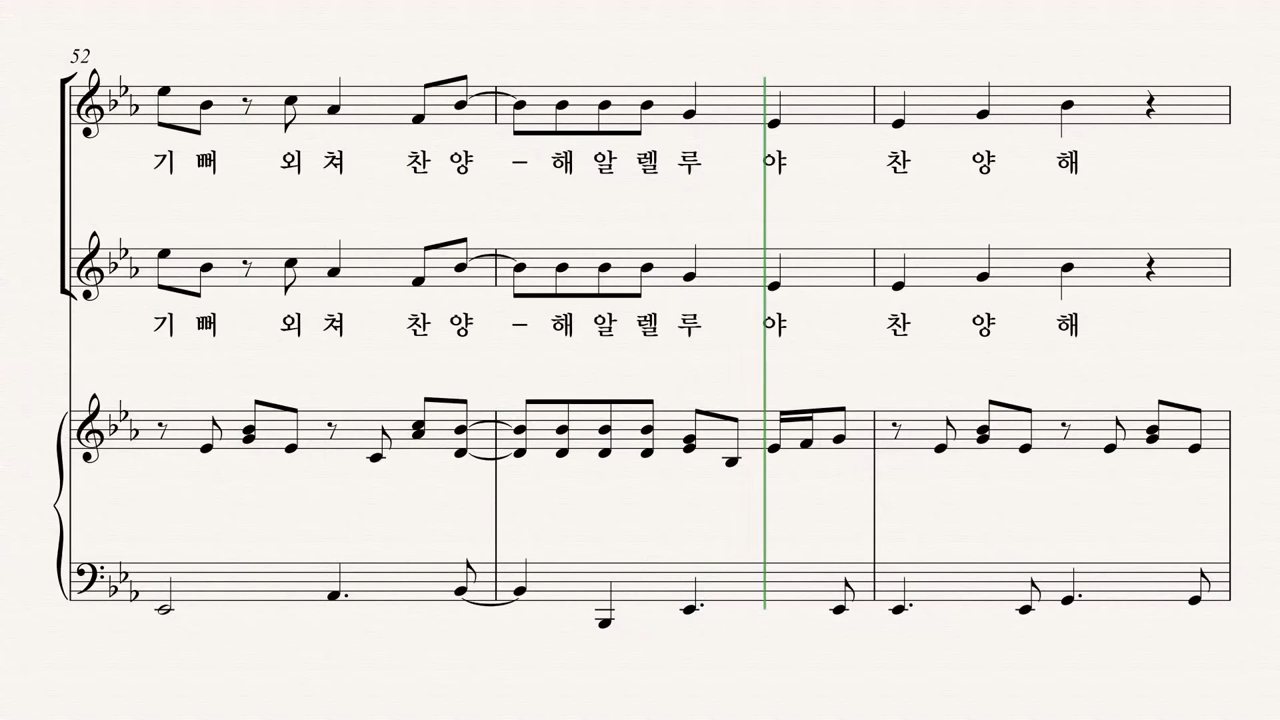 52
기 뻐 외 쳐 찬 양 – 해 알 렐 루 야 찬 양 해
기 뻐 외 쳐 찬 양 – 해 알 렐 루 야 찬 양 해